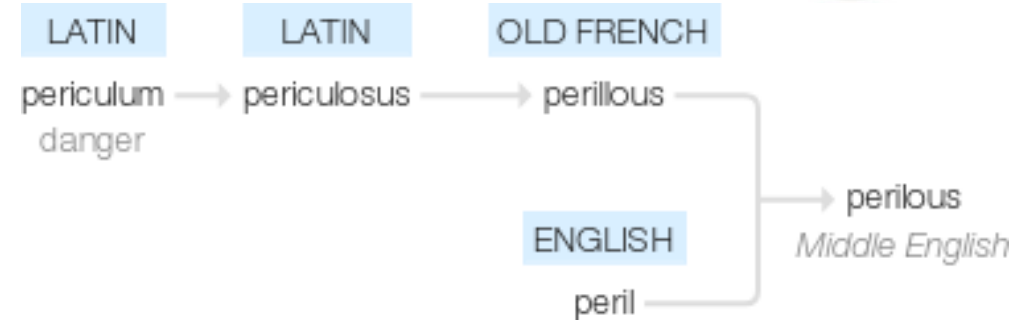 LATIN LATIN OLD FRENCH
periculum periculosus perillous
danger
perilous
ENGLISH Middle English
peril